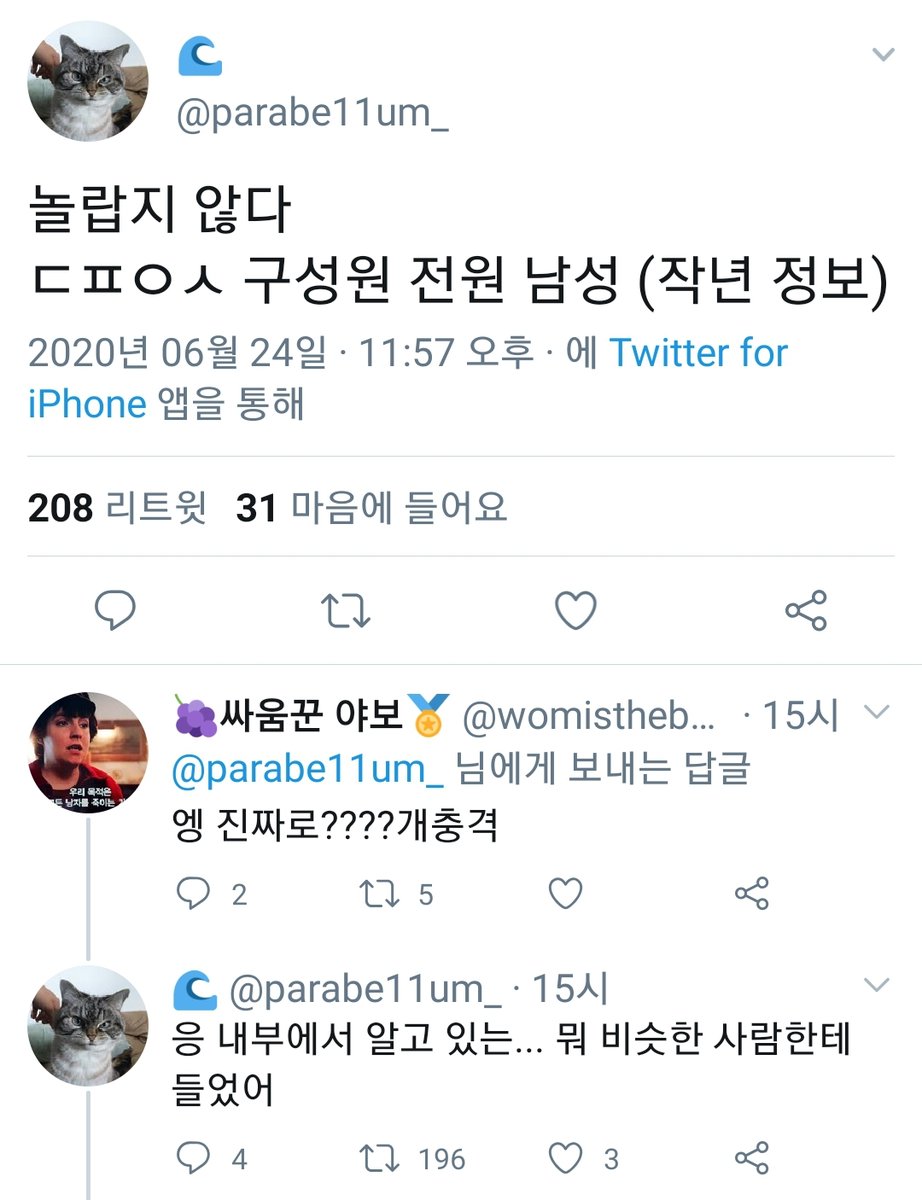 @parabe11um_
놀랍지 않다
ㄷㅍㅇㅅ 구성원 전원 남성 (작년 정보)
2020년 06월 24일 · 11:57 오후 · 에 Twitter for
iPhone 앱을 통해
208 리트윗 31 마음에 들어요
싸움꾼 야보 @womistheb... · 15시
@parabe11um_ 님에게 보내는 답글
엥 진짜로????개충격
우리 목적은
남자를 죽이는
2 5
@parabe11um_ · 15시
응 내부에서 알고 있는... 뭐 비슷한 사람한테
들었어
4 196 3